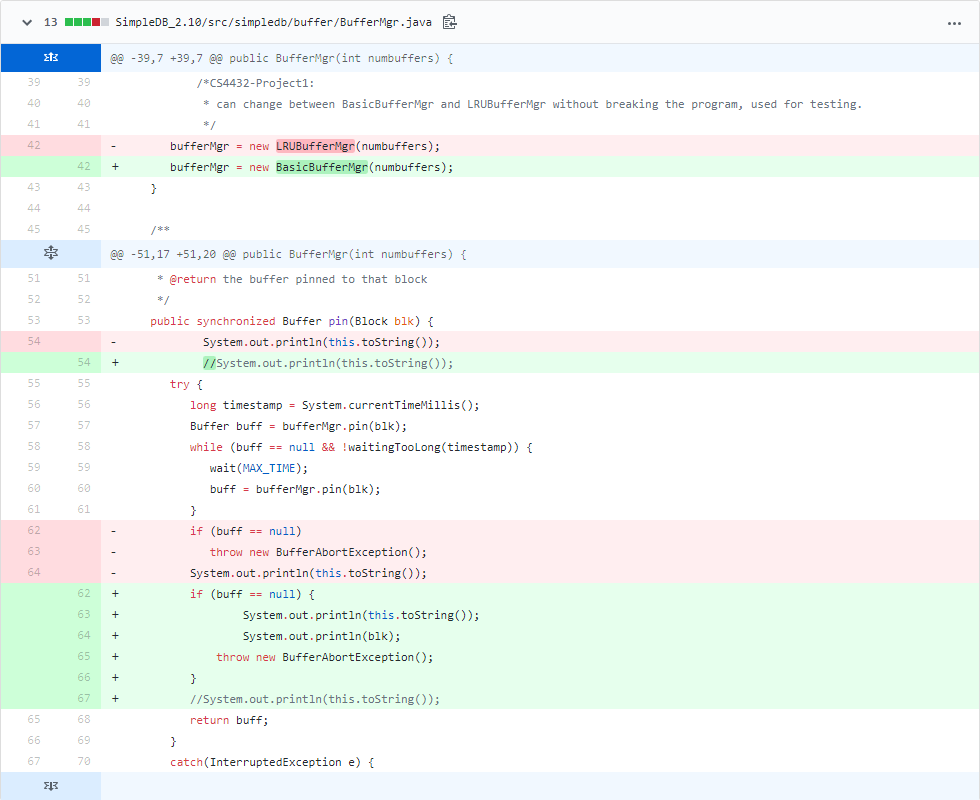 13 SimpleDB_2.10/src/simpledb/buffer/BufferMgr.java
@@ -39,7 +39,7 @@ public BufferMgr(int numbuffers) {
39 39 /*CS4432-Project1:
40 40 * can change between BasicBufferMgr and LRUBufferMgr without breaking the program, used for testing.
41 41 */
42 - bufferMgr = new LRUBufferMgr(numbuffers);
42 + bufferMgr = new BasicBufferMgr(numbuffers);
43 43 }
44 44
45 45 /**
@@ -51,17 +51,20 @@ public BufferMgr(int numbuffers) {
51 51 * @return the buffer pinned to that block
52 52 */
53 53 public synchronized Buffer pin(Block blk) {
54 - System.out.println(this.toString());
54 + //System.out.println(this.toString());
55 55 try {
56 56 long timestamp = System.currentTimeMillis();
57 57 Buffer buff = bufferMgr.pin(blk);
58 58 while (buff == null && !waitingTooLong(timestamp)) {
59 59 wait(MAX_TIME);
60 60 buff = bufferMgr.pin(blk);
61 61 }
62 - if (buff == null)
63 - throw new BufferAbortException();
64 - System.out.println(this.toString());
62 + if (buff == null) {
63 + System.out.println(this.toString());
64 + System.out.println(blk);
65 + throw new BufferAbortException();
66 + }
67 + //System.out.println(this.toString());
65 68 return buff;
66 69 }
67 70 catch(InterruptedException e) {